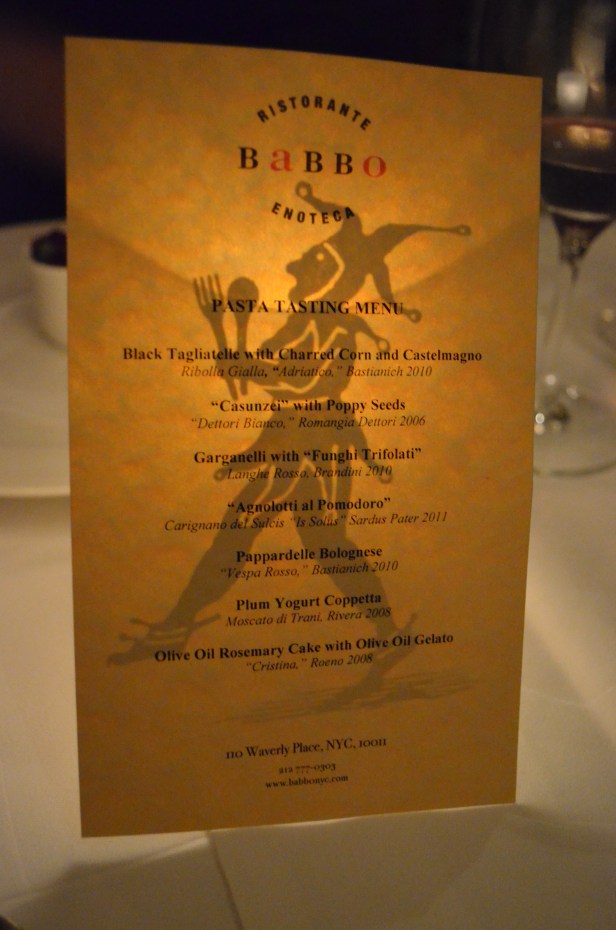 RISTORANTE
BaBBo
ENOTECA
PASTA TASTING MENU
Black Tagliatelle with Charred Corn and Castelmagno
Ribolla Gialla, “Adriatico,” Bastianich 2010
“Casunzei” with Poppy Seeds
“Dettori Bianco,” Romangia Dettori 2006
Garganelli with “Funghi Trifolati”
Langhe Rosso, Brandini 2010
“Agnolotti al Pomodoro”
Carignano del Sulcis “Is Solus” Sardus Pater 2011
Pappardelle Bolognese
“Vespa Rosso,” Bastianich 2010
Plum Yogurt Coppetta
Moscato di Trani, Rivera 2008
Olive Oil Rosemary Cake with Olive Oil Gelato
“Cristina,” Roeno 2008
110 Waverly Place, NYC, 10011
212 777-0303
www.babbonyc.com